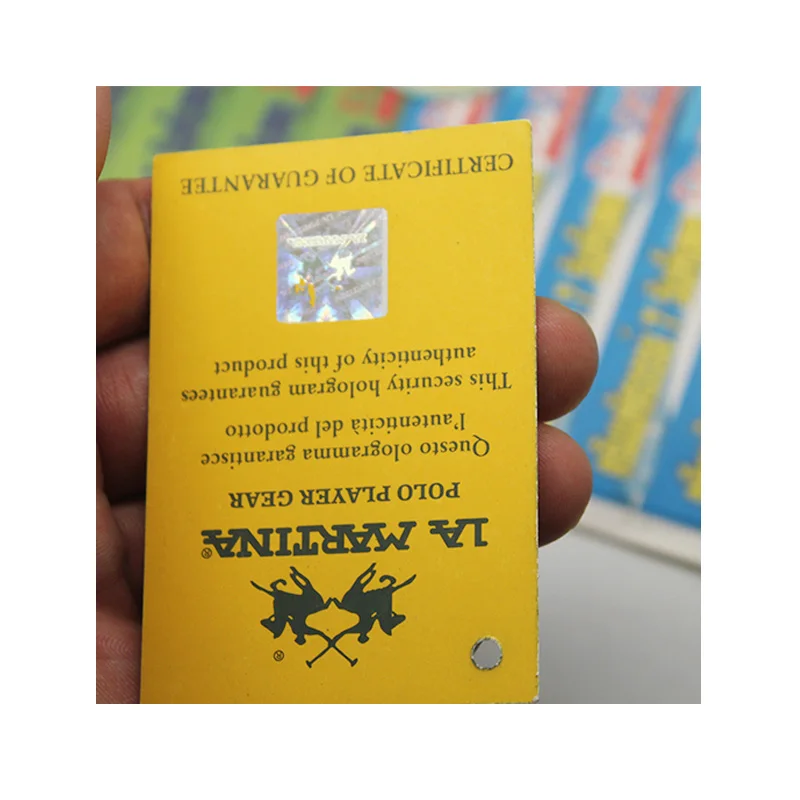 ®
LA MARTINA®
POLO PLAYER GEAR
Questo ologramma garantisce
l'autenticità del prodotto
This security hologram guarantees
authenticity of this product
CERTIFICATE OF GUARANTEE